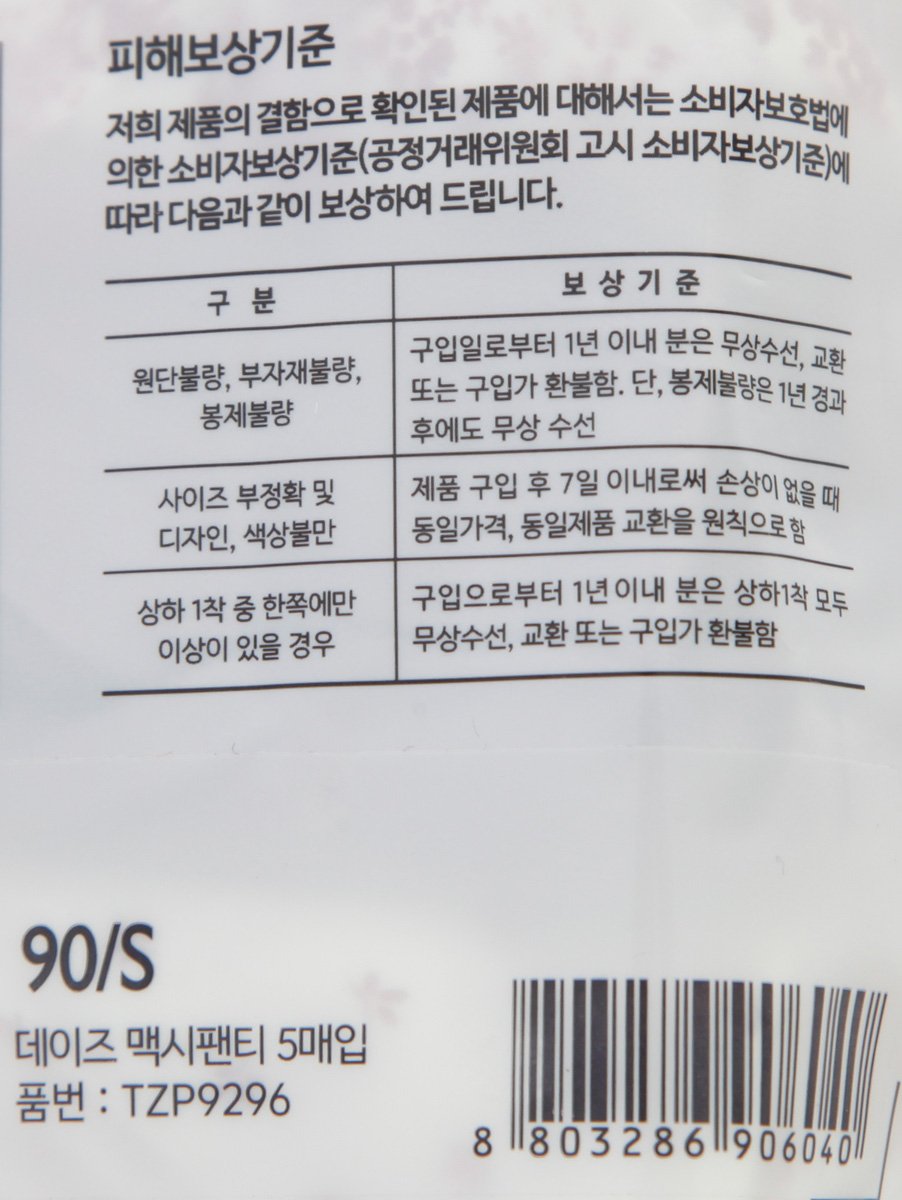 피해보상기준
저희 제품의 결함으로 확인된 제품에 대해서는 소비자보호법에
의한 소비자보상기준(공정거래위원회 고시 소비자보상기준)에
따라 다음과 같이 보상하여 드립니다.
구 분
보 상 기 준
원단불량, 부자재불량,
봉제불량
구입일로부터 1년 이내 분은 무상수선, 교환
또는 구입가 환불함. 단, 봉제불량은 1년 경과
후에도 무상 수선
사이즈 부정확 및
디자인, 색상불만
제품 구입 후 7일 이내로써 손상이 없을 때
동일가격, 동일제품 교환을 원칙으로 함
상하 1착 중 한쪽에만
이상이 있을 경우
구입으로부터 1년 이내 분은 상하1착 모두
무상수선, 교환 또는 구입가 환불함
90/S
데이즈 맥시팬티 5매입
품번 : TZP9296
8 803286 906040